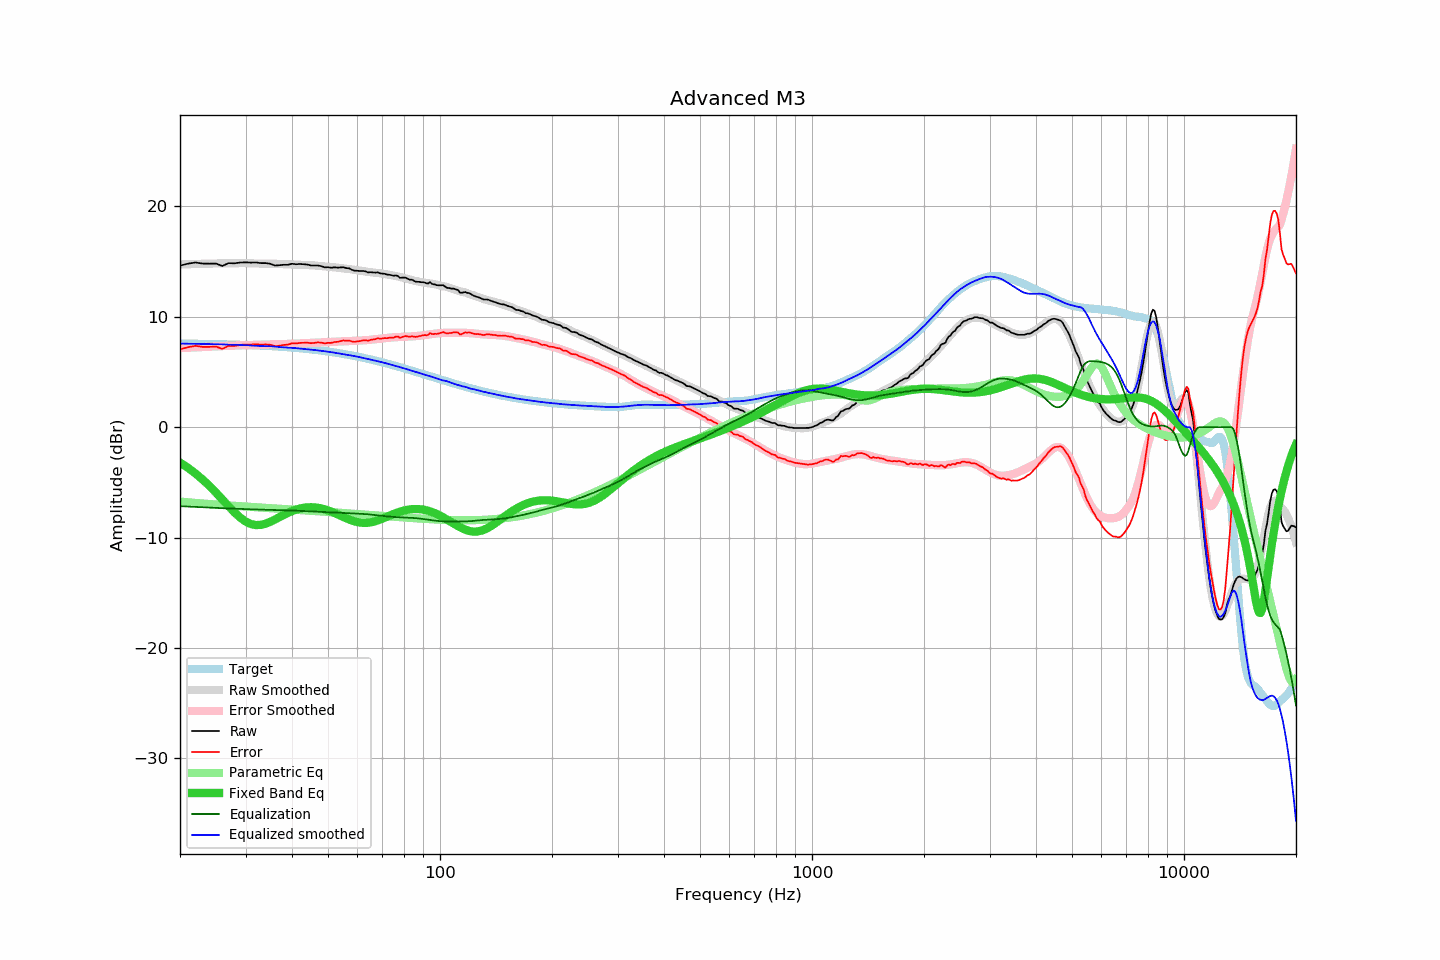 Advanced M3
Amplitude (dBr)
20
10
0
−10
−20
−30
Target
Raw Smoothed
Error Smoothed
Raw
Error
Parametric Eq
Fixed Band Eq
Equalization
Equalized smoothed
100
1000
10000
Frequency (Hz)